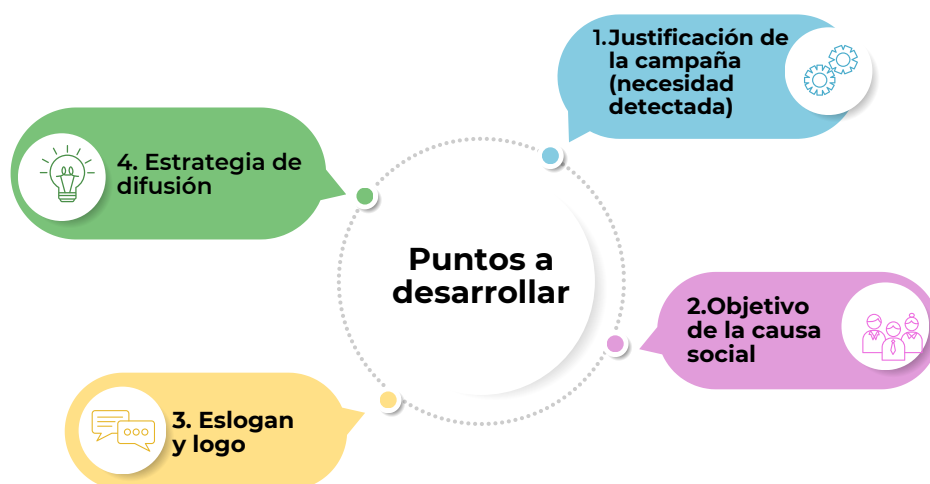 1.Justificación de
la campaña
(necesidad
detectada)
4. Estrategia de
difusión
Puntos a
desarrollar
2.Objetivo
de la causa
social
3. Eslogan
y logo